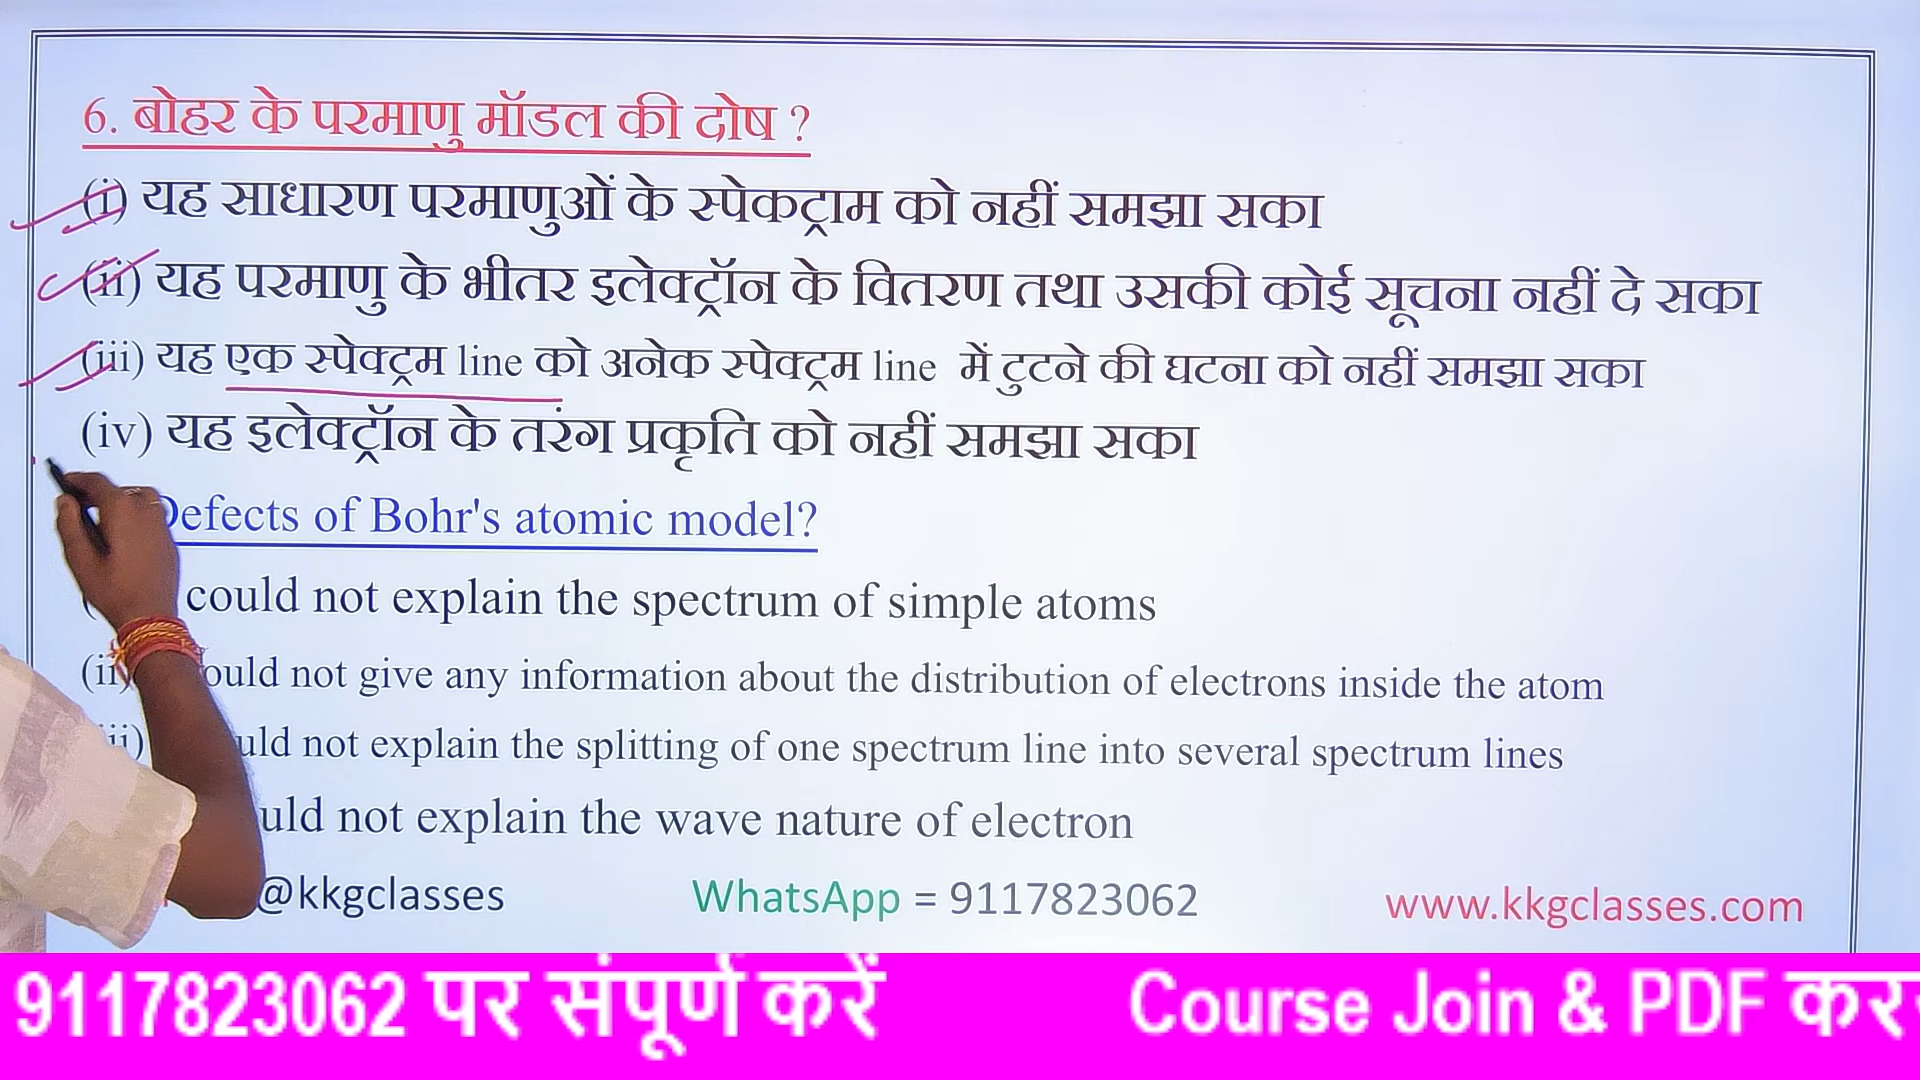 6. बोहर के परमाणु मॉडल की दोष ?
(i) यह साधारण परमाणुओं के स्पेकट्राम को नहीं समझा सका
(ii) यह परमाणु के भीतर इलेक्ट्रॉन के वितरण तथा उसकी कोई सूचना नहीं दे सका
(iii) यह एक स्पेक्ट्रम line को अनेक स्पेक्ट्रम line में टुटने की घटना को नहीं समझा सका
(iv) यह इलेक्ट्रॉन के तरंग प्रकृति को नहीं समझा सका
Defects of Bohr's atomic model?
could not explain the spectrum of simple atoms
(ii) ould not give any information about the distribution of electrons inside the atom
ii) uld not explain the splitting of one spectrum line into several spectrum lines
uld not explain the wave nature of electron
@kkgclasses WhatsApp = 9117823062 www.kkgclasses.com
9117823062 पर संपूर्ण करें Course Join & PDF कर